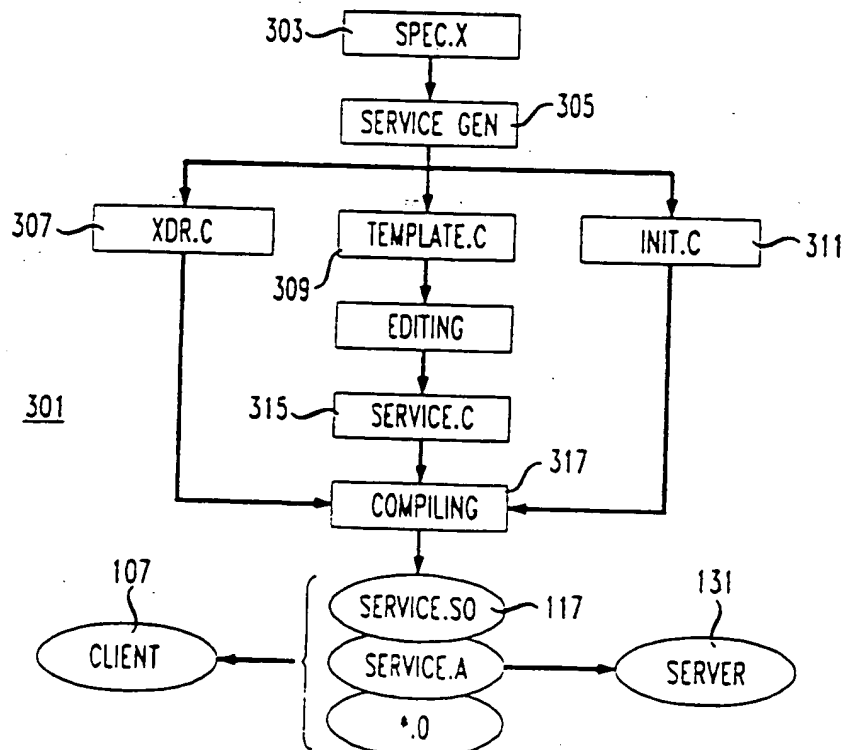 303
SPEC.X
SERVICE GEN
305
307
XDR.C
TEMPLATE.C
309
INIT.C
311
EDITING
301
315
SERVICE.C
317
COMPILING
107
CLIENT
SERVICE.SO
117
SERVICE.A
*.O
131
SERVER